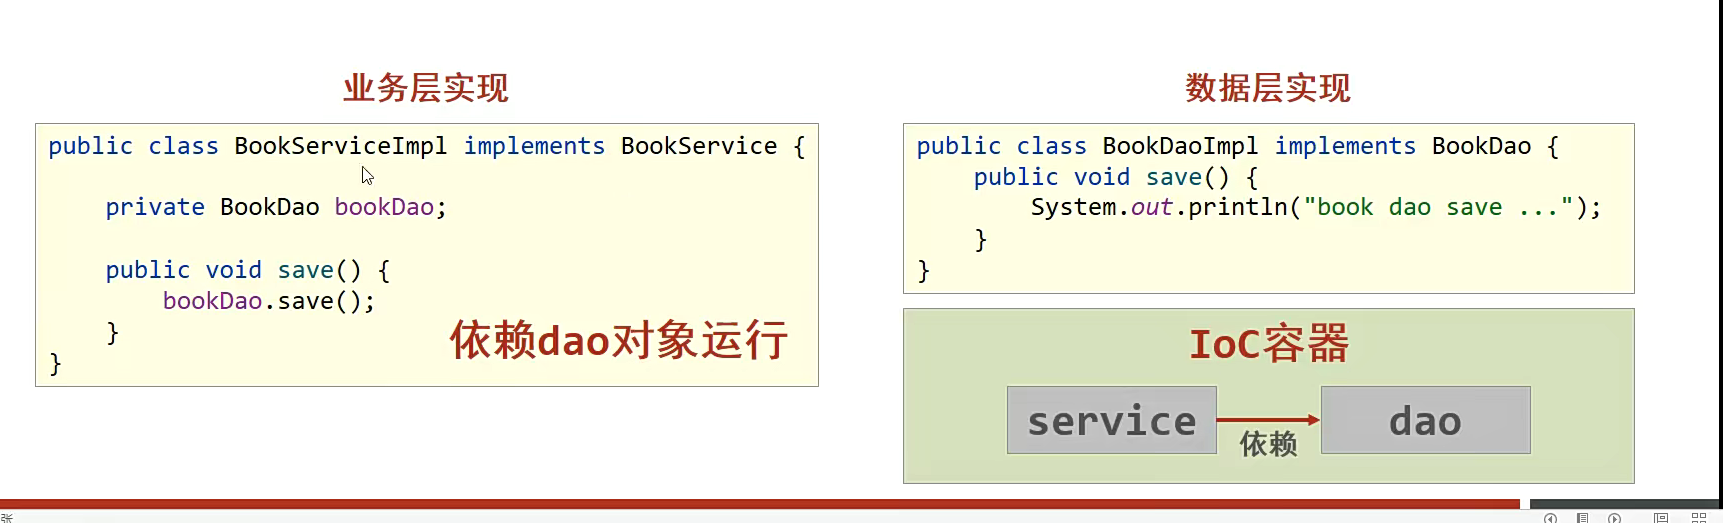 业务层实现
public class BookServiceImpl implements BookService {
    private BookDao bookDao;
    public void save() {
        bookDao.save();
    }
}
依赖dao对象运行
数据层实现
public class BookDaoImpl implements BookDao {
    public void save() {
        System.out.println("book dao save ...");
    }
}
IoC容器
service
依赖
dao